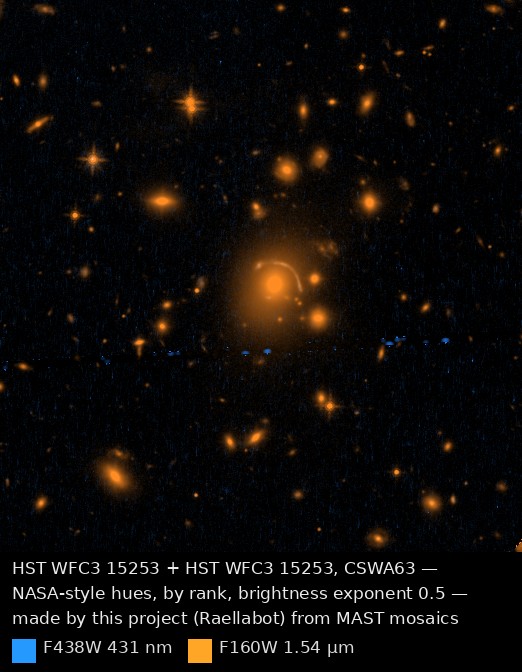 HST WFC3 15253 + HST WFC3 15253, CSWA63 —
NASA-style hues, by rank, brightness exponent 0.5 —
made by this project (Raellabot) from MAST mosaics
F438W 431 nm F160W 1.54 µm